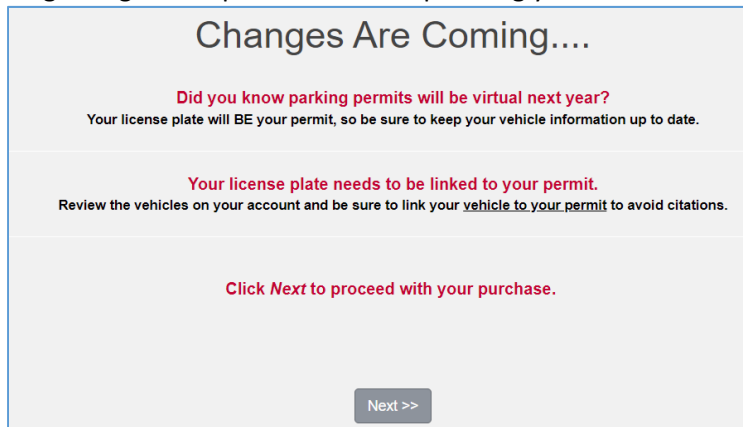 Changes Are Coming....
Did you know parking permits will be virtual next year?
Your license plate will BE your permit, so be sure to keep your vehicle information up to date.
Your license plate needs to be linked to your permit.
Review the vehicles on your account and be sure to link your vehicle to your permit to avoid citations.
Click Next to proceed with your purchase.
Next >>